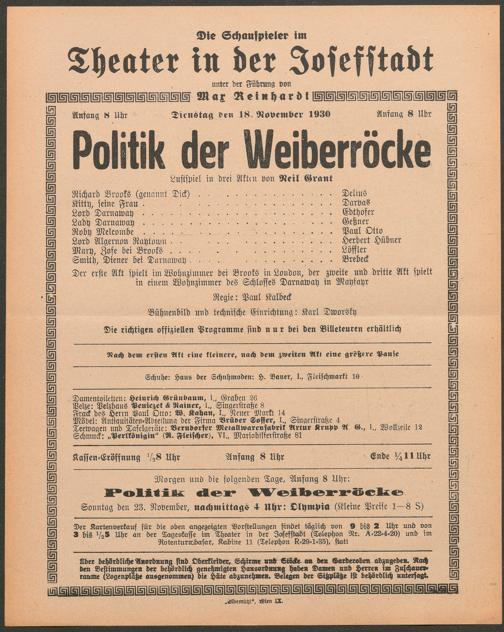 Die Schauspieler im
Theater in der Josefstadt
unter der Führung von
Max Reinhardt
Anfang 8 Uhr Dienstag den 18. November 1930 Anfang 8 Uhr
Politik der Weiberröcke
Lustspiel in drei Akten von Neil Grant
Richard Brooks (genannt Dick) Delius
Kitty, seine Frau Darvas
Lord Darnaway Edthofer
Lady Darnaway Geßner
Roby Melcombe Paul Otto
Lord Algernon Raytown Herbert Hübner
Mary, Zofe bei Brooks Löffler
Smith, Diener bei Darnaway Brebeck
Der erste Akt spielt im Wohnzimmer bei Brooks in London, der zweite und dritte Akt spielt
in einem Wohnzimmer des Schlosses Darnaway in Mayfayr
Regie: Paul Kalbeck
Bühnenbild und technische Einrichtung: Karl Dworsky
Die richtigen offiziellen Programme sind nur bei den Billeteuren erhältlich
Nach dem ersten Akt eine kleinere, nach dem zweiten Akt eine größere Pause
Schuhe: Haus der Schuhmoden: H. Bauer, I., Fleischmarkt 10
Damentoiletten: Heinrich Grünbaum, I., Graben 26
Pelze: Pelzhaus Penizek & Rainer, I., Singerstraße 8
Frack des Herrn Paul Otto: W. Kahan, I., Neuer Markt 14
Möbel: Antiquitäten-Abteilung der Firma Brüder Soffer, I., Singerstraße 4
Teewagen und Tafelgeräte: Berndorfer Metallwarenfabrik Artur Krupp A. G., I., Wollzeile 12
Schmuck: „Perlkönigin" (R. Fleischer), VI., Mariahilferstraße 81
Kassen-Eröffnung ½8 Uhr Anfang 8 Uhr Ende ¼11 Uhr
Morgen und die folgenden Tage, Anfang 8 Uhr:
Politik der Weiberröcke
Sonntag den 23. November, nachmittags 4 Uhr: Olympia (Kleine Preise 1—8 S)
Der Kartenverkauf für die oben angezeigten Vorstellungen findet täglich von 9 bis 2 Uhr und von
3 bis ½5 Uhr an der Tageskasse im Theater in der Josefstadt (Telephon Nr. A-22-4-20) und im
Rotenturmbasar, Kabine 11 (Telephon R-29-1-35), statt
Über behördliche Anordnung sind Oberkleider, Schirme und Stöcke an den Garderoben abzugeben. Nach
den Bestimmungen der behördlich genehmigten Hausordnung haben Damen und Herren im Zuschauer-
raume (Logenplätze ausgenommen) die Hüte abzunehmen. Belegen der Sitzplätze ist behördlich untersagt.
Wien IX.